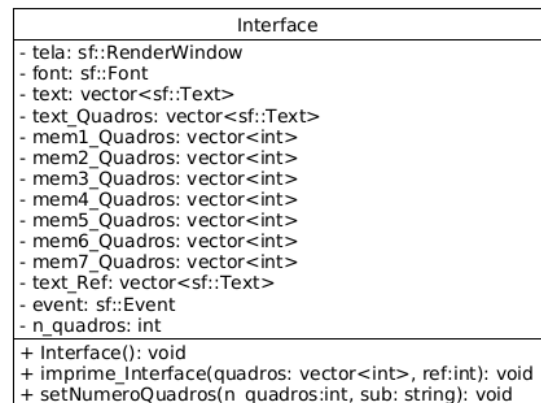 Interface
- tela: sf::RenderWindow
- font: sf::Font
- text: vector<sf::Text>
- text_Quadros: vector<sf::Text>
- mem1_Quadros: vector<int>
- mem2_Quadros: vector<int>
- mem3_Quadros: vector<int>
- mem4_Quadros: vector<int>
- mem5_Quadros: vector<int>
- mem6_Quadros: vector<int>
- mem7_Quadros: vector<int>
- text_Ref: vector<sf::Text>
- event: sf::Event
- n_quadros: int
+ Interface(): void
+ imprime_Interface(quadros: vector<int>, ref:int): void
+ setNumeroQuadros(n_quadros:int, sub: string): void